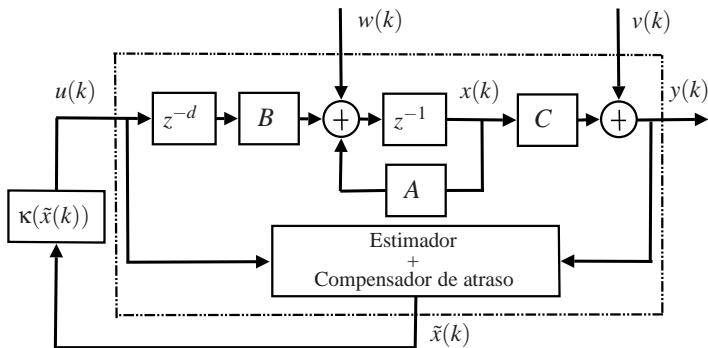 w(k)
v(k)
u(k)
x(k)
y(k)
z⁻ᵈ
B
+
z⁻¹
C
+
A
κ(x̃(k))
Estimador
+
Compensador de atraso
x̃(k)